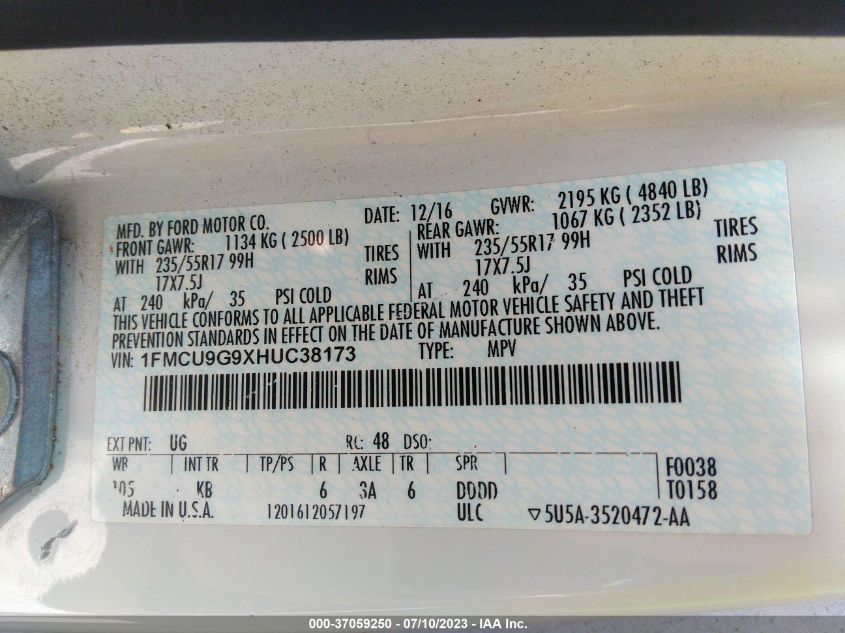 MFD. BY FORD MOTOR CO. DATE: 12/16 GVWR: 2195 KG ( 4840 LB)
FRONT GAWR: 1134 KG ( 2500 LB) REAR GAWR: 1067 KG ( 2352 LB)
WITH 235/55R17 99H TIRES WITH 235/55R17 99H TIRES
17X7.5J RIMS 17X7.5J RIMS
AT 240 kPa/ 35 PSI COLD AT 240 kPa/ 35 PSI COLD
THIS VEHICLE CONFORMS TO ALL APPLICABLE FEDERAL MOTOR VEHICLE SAFETY AND THEFT
PREVENTION STANDARDS IN EFFECT ON THE DATE OF MANUFACTURE SHOWN ABOVE.
VIN: 1FMCU9G9XHUC38173 TYPE: MPV
EXT PNT: UG RC: 48 DSO:
WB INT TR TP/PS R AXLE TR SPR F0038
105 KB 6 3A 6 DDDD T0158
MADE IN U.S.A. 1201612057197 ULC ▽5U5A-3520472-AA
000-37059250 - 07/10/2023 - IAA Inc.